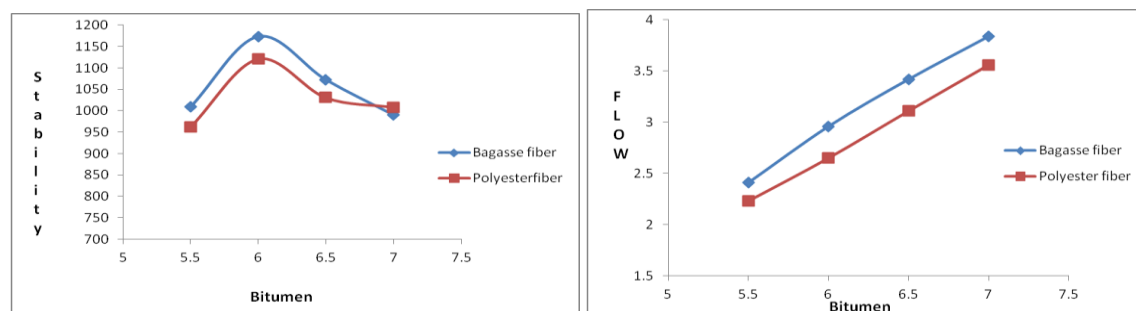 Stability
1200
1150
1100
1050
1000
950
900
850
800
750
700
5 5.5 6 6.5 7 7.5
Bitumen
Bagasse fiber
Polyesterfiber
FLOW
4
3.5
3
2.5
2
1.5
5 5.5 6 6.5 7 7.5
Bitumen
Bagasse fiber
Polyester fiber